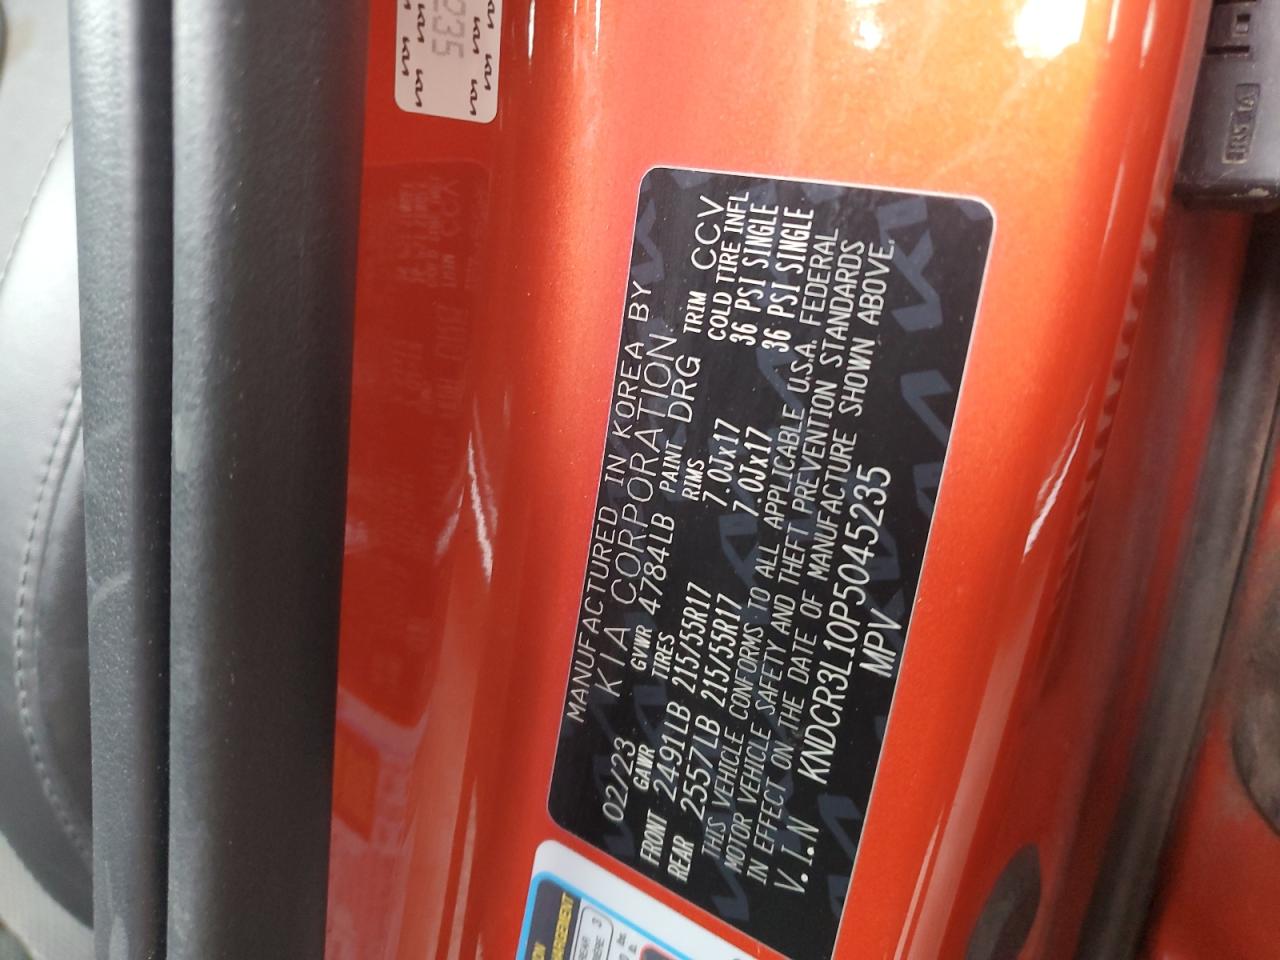 MANUFACTURED IN KOREA BY
02/23 KIA CORPORATION
GAWR GVWR 4784LB PAINT DRG TRIM CCV
TIRES RIMS COLD TIRE INFL
FRONT 2491LB 215/55R17 7.0Jx17 36 PSI SINGLE
REAR 2557LB 215/55R17 7.0Jx17 36 PSI SINGLE
THIS VEHICLE CONFORMS TO ALL APPLICABLE U.S.A. FEDERAL
MOTOR VEHICLE SAFETY AND THEFT PREVENTION STANDARDS
IN EFFECT ON THE DATE OF MANUFACTURE SHOWN ABOVE.
V.I.N KNDCR3L10P5045235
MPV
5235
IRS 1A